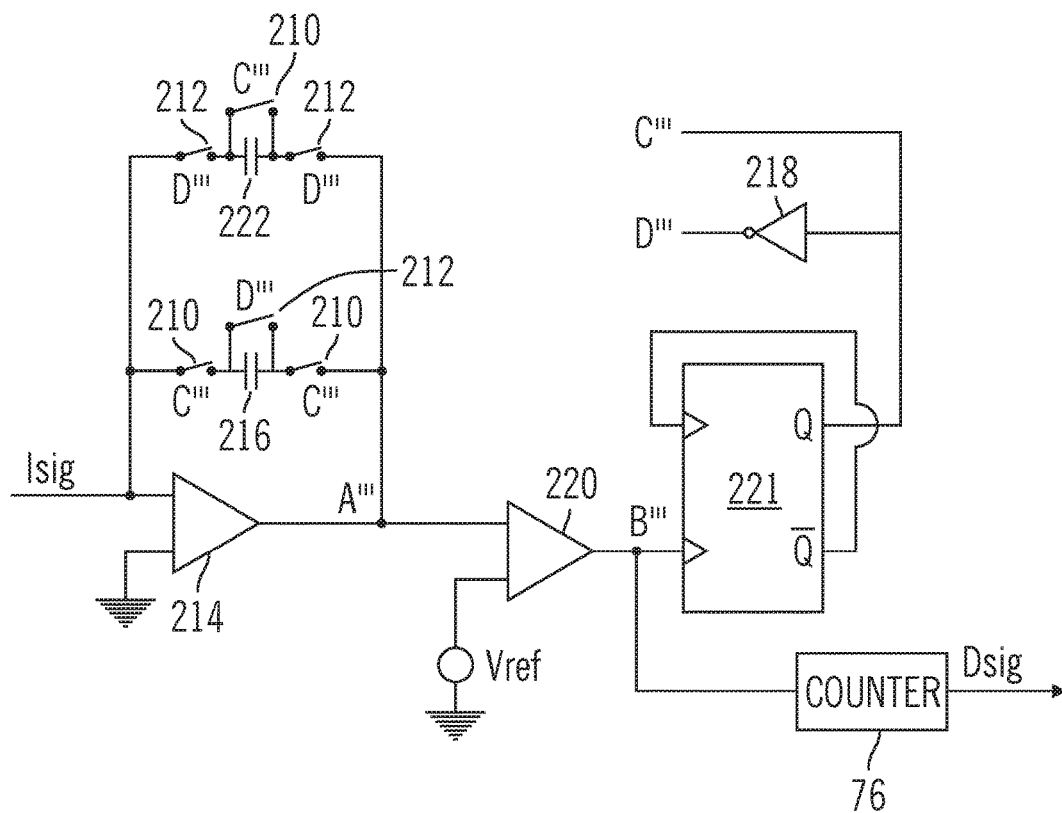 210
C'''
212
212
D'''
D'''
222
C'''
218
D'''
D'''
212
210
210
C'''
C'''
216
Isig
A'''
220
B'''
Q
221
Q̅
214
Vref
Dsig
COUNTER
76